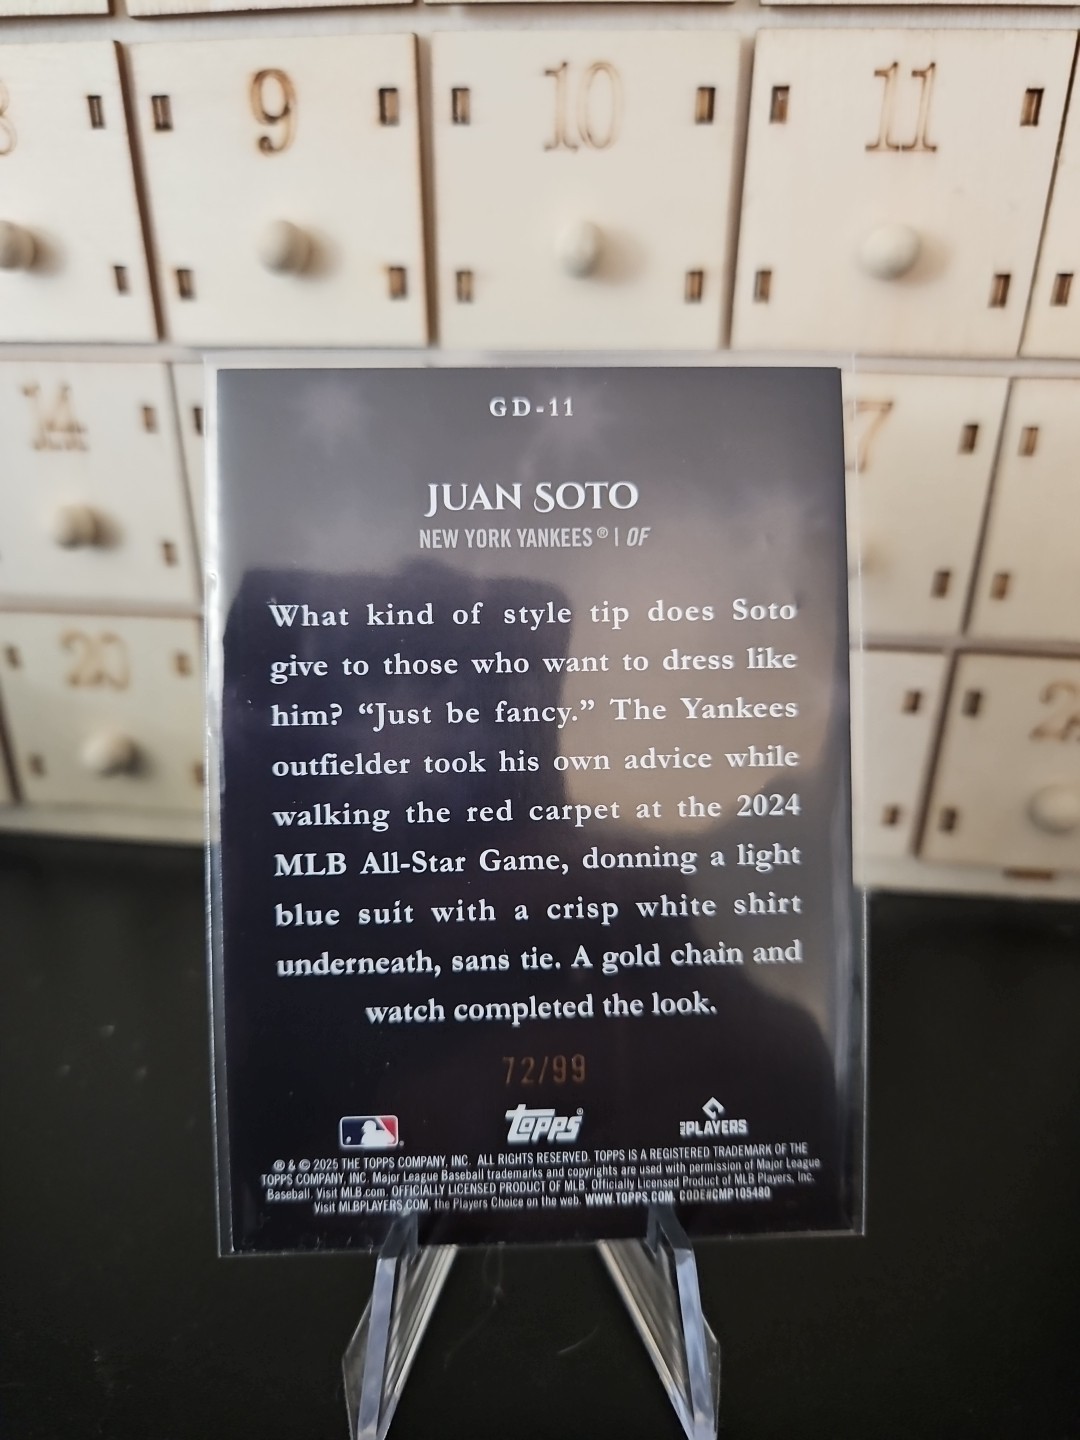 9
10
11
14
7
20
GD-11
JUAN SOTO
NEW YORK YANKEES® | OF
What kind of style tip does Soto
give to those who want to dress like
him? “Just be fancy.” The Yankees
outfielder took his own advice while
walking the red carpet at the 2024
MLB All-Star Game, donning a light
blue suit with a crisp white shirt
underneath, sans tie. A gold chain and
watch completed the look.
72/99
topps®
PLAYERS
® & © 2025 THE TOPPS COMPANY, INC. ALL RIGHTS RESERVED. TOPPS IS A REGISTERED TRADEMARK OF THE
TOPPS COMPANY, INC. Major League Baseball trademarks and copyrights are used with permission of Major League
Baseball. Visit MLB.com. OFFICIALLY LICENSED PRODUCT OF MLB. Officially Licensed Product of MLB Players, Inc.
Visit MLBPLAYERS.COM, the Players Choice on the web. WWW.TOPPS.COM, CODE#CMP105480